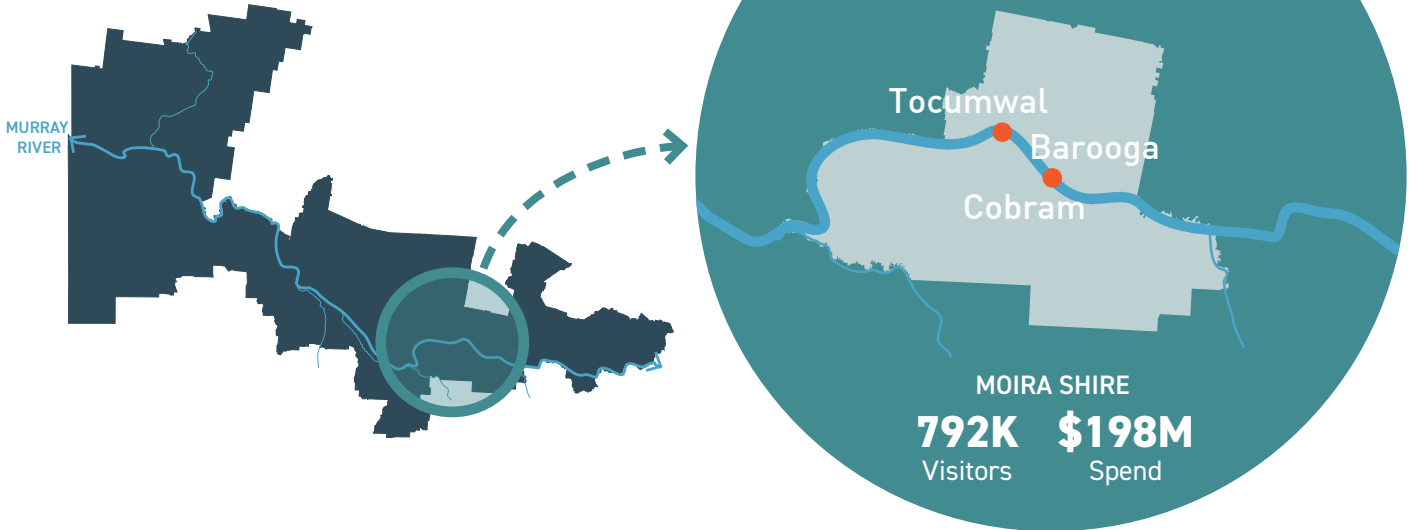 MURRAY
RIVER
Tocumwal
Barooga
Cobram
MOIRA SHIRE
792K $198M
Visitors Spend